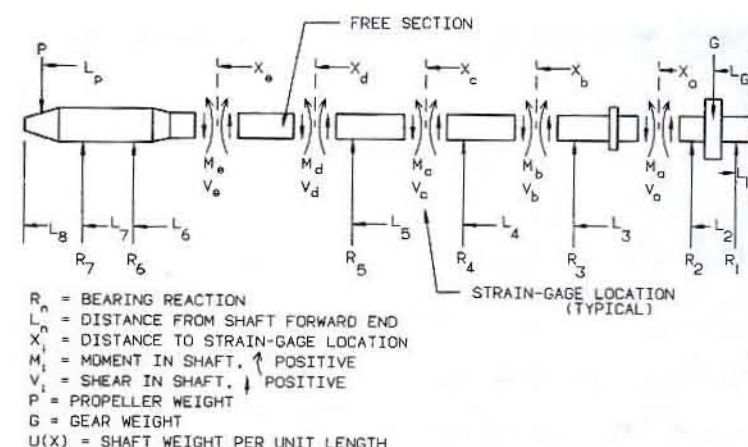 FREE SECTION
P
L_p
X_e
X_d
X_c
X_b
X_a
G
L_G
M_e
V_e
M_d
V_d
M_c
V_c
M_b
V_b
M_a
V_a
L_8
L_7
L_6
L_5
L_4
L_3
L_2
L_1
R_7
R_6
R_5
R_4
R_3
R_2
R_1
STRAIN-GAGE LOCATION
(TYPICAL)
R_n = BEARING REACTION
L_n = DISTANCE FROM SHAFT FORWARD END
X_i = DISTANCE TO STRAIN-GAGE LOCATION
M_i = MOMENT IN SHAFT, ↑ POSITIVE
V_i = SHEAR IN SHAFT, ↓ POSITIVE
P = PROPELLER WEIGHT
G = GEAR WEIGHT
U(X) = SHAFT WEIGHT PER UNIT LENGTH